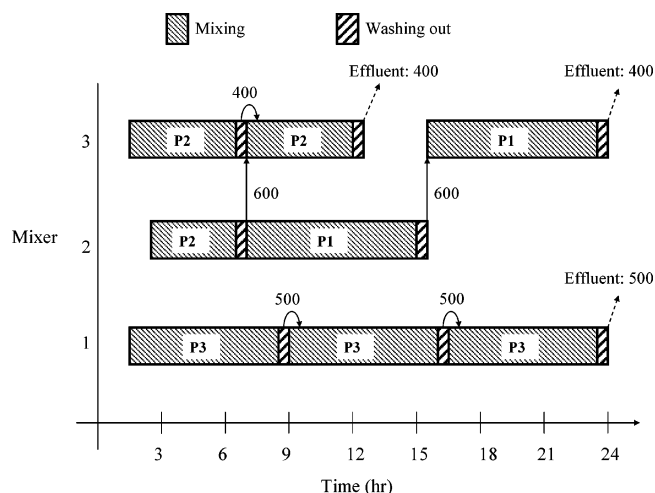 Mixing
Washing out
Effluent: 400
Effluent: 400
400
3
P2
P2
P1
600
600
Mixer
2
P2
P1
Effluent: 500
500
500
1
P3
P3
P3
3
6
9
12
15
18
21
24
Time (hr)